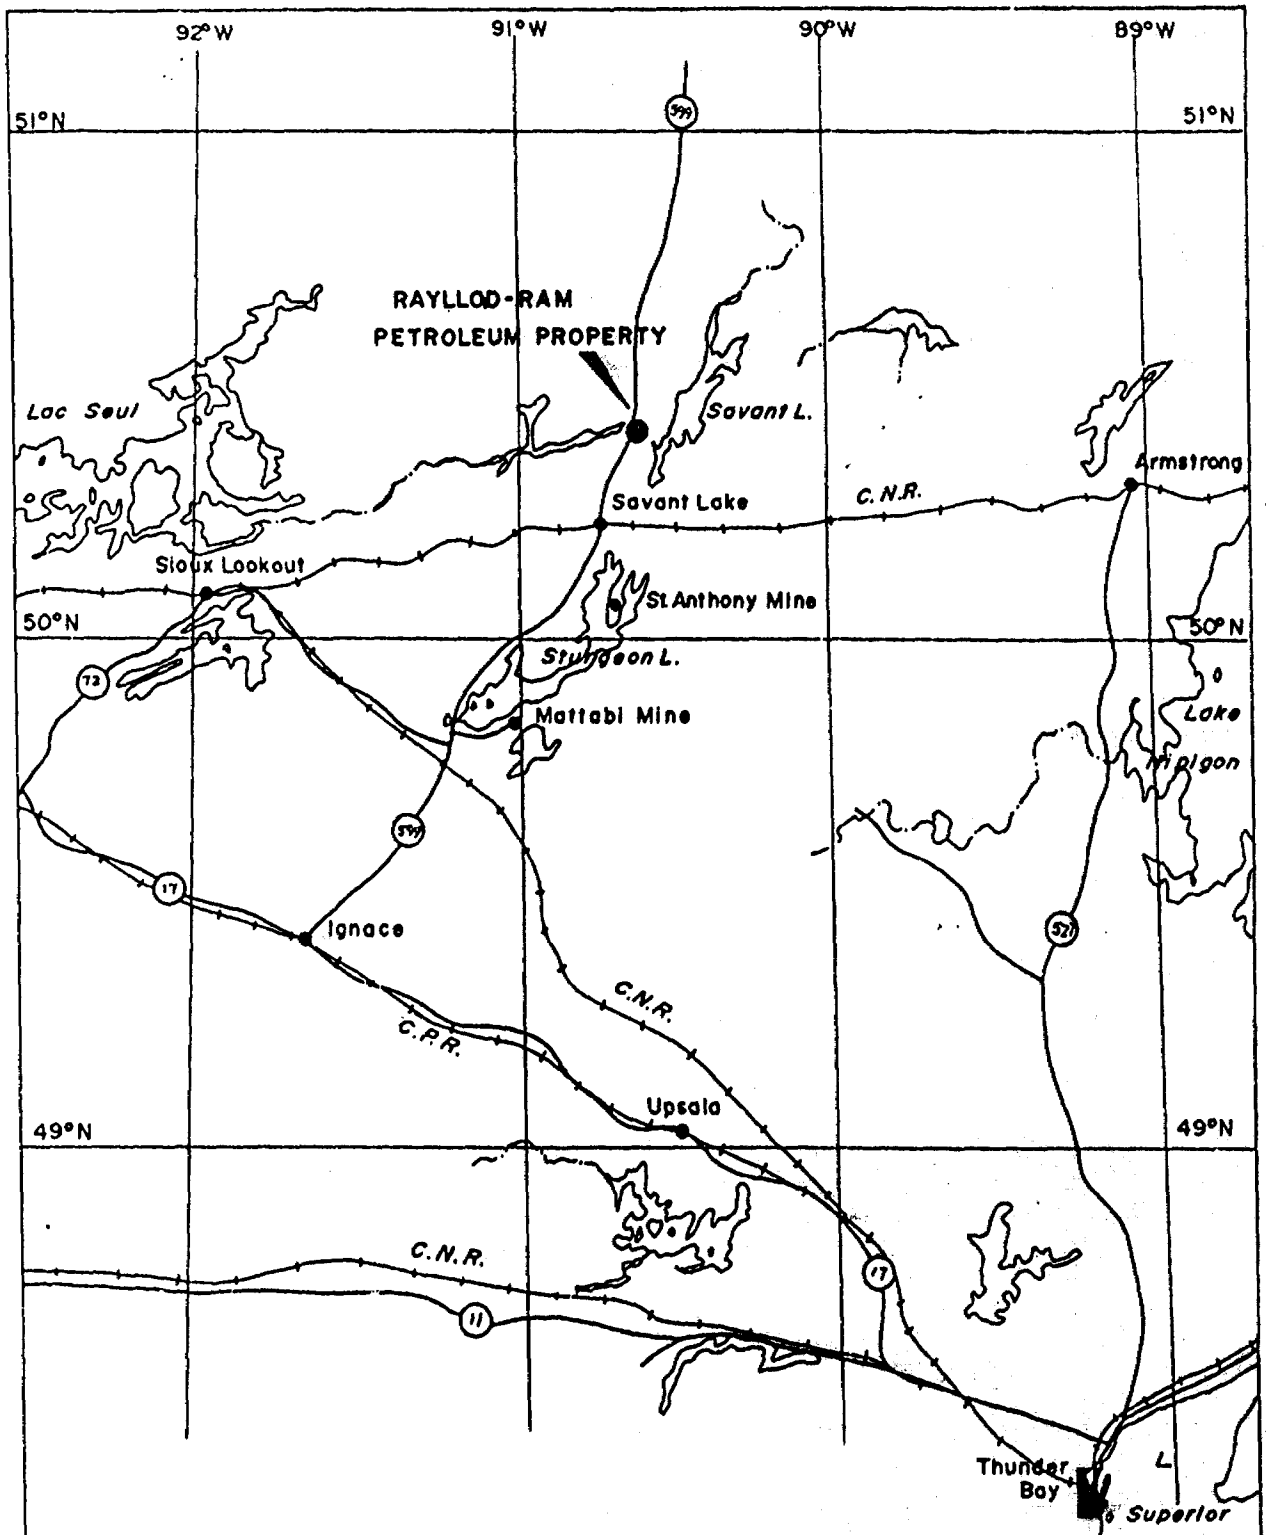 92°W 91°W 90°W 89°W
599
51°N 51°N
RAYLLOD-RAM
PETROLEUM PROPERTY
Lac Seul
Savant L.
Armstrong
C.N.R.
Savant Lake
Sioux Lookout
St. Anthony Mine
50°N 50°N
Sturgeon L.
72
Mattabi Mine
Lake
Nipigon
599
17
Ignace
527
C.N.R.
C.P.R.
Upsala
49°N 49°N
C.N.R.
17
11
Thunder
Bay
L.
Superior